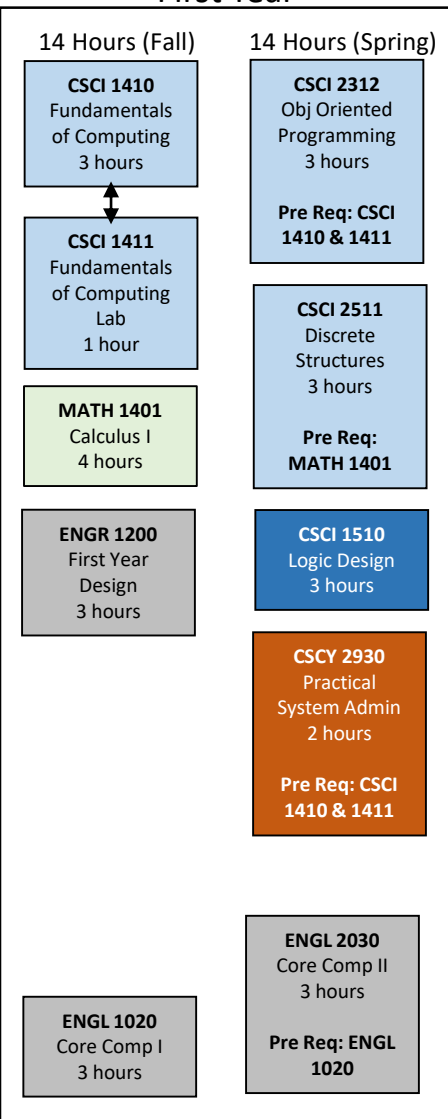 First Year
14 Hours (Fall)
CSCI 1410
Fundamentals
of Computing
3 hours
CSCI 1411
Fundamentals
of Computing
Lab
1 hour
MATH 1401
Calculus I
4 hours
ENGR 1200
First Year
Design
3 hours
ENGL 1020
Core Comp I
3 hours
14 Hours (Spring)
CSCI 2312
Obj Oriented
Programming
3 hours
Pre Req: CSCI
1410 & 1411
CSCI 2511
Discrete
Structures
3 hours
Pre Req:
MATH 1401
CSCI 1510
Logic Design
3 hours
CSCY 2930
Practical
System Admin
2 hours
Pre Req: CSCI
1410 & 1411
ENGL 2030
Core Comp II
3 hours
Pre Req: ENGL
1020